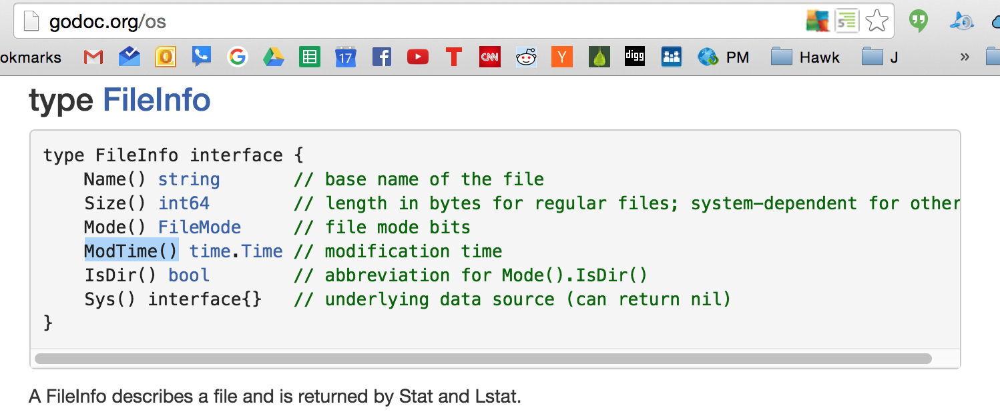 godoc.org/os
okmarks 17 T CNN Y digg PM Hawk J »
type FileInfo
type FileInfo interface {
Name() string // base name of the file
Size() int64 // length in bytes for regular files; system-dependent for other
Mode() FileMode // file mode bits
ModTime() time.Time // modification time
IsDir() bool // abbreviation for Mode().IsDir()
Sys() interface{} // underlying data source (can return nil)
}
A FileInfo describes a file and is returned by Stat and Lstat.